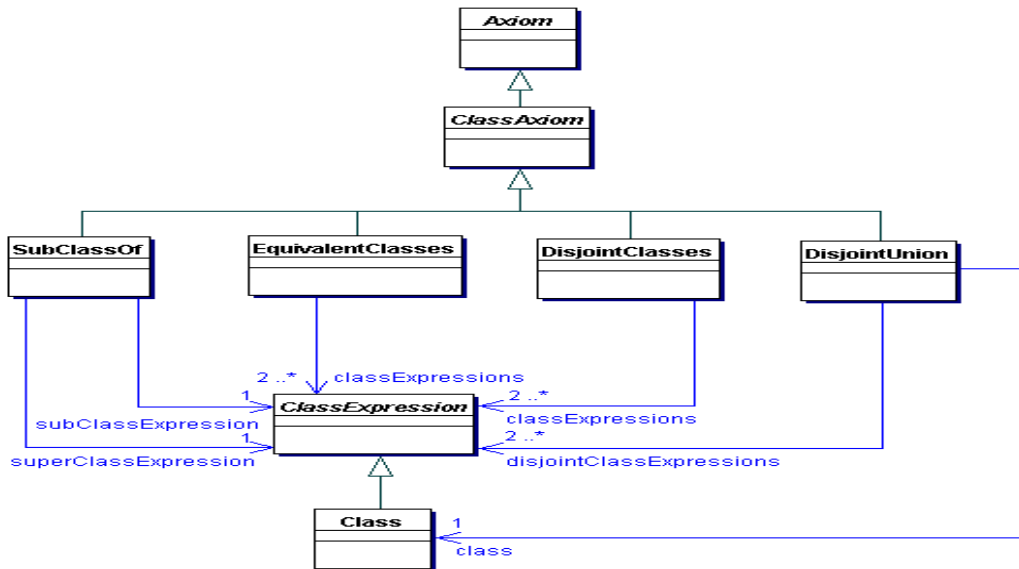 Axiom
ClassAxiom
SubClassOf
EquivalentClasses
DisjointClasses
DisjointUnion
2 ..* classExpressions
1
subClassExpression
ClassExpression
2 ..*
classExpressions
1
superClassExpression
2 ..*
disjointClassExpressions
Class
1
class